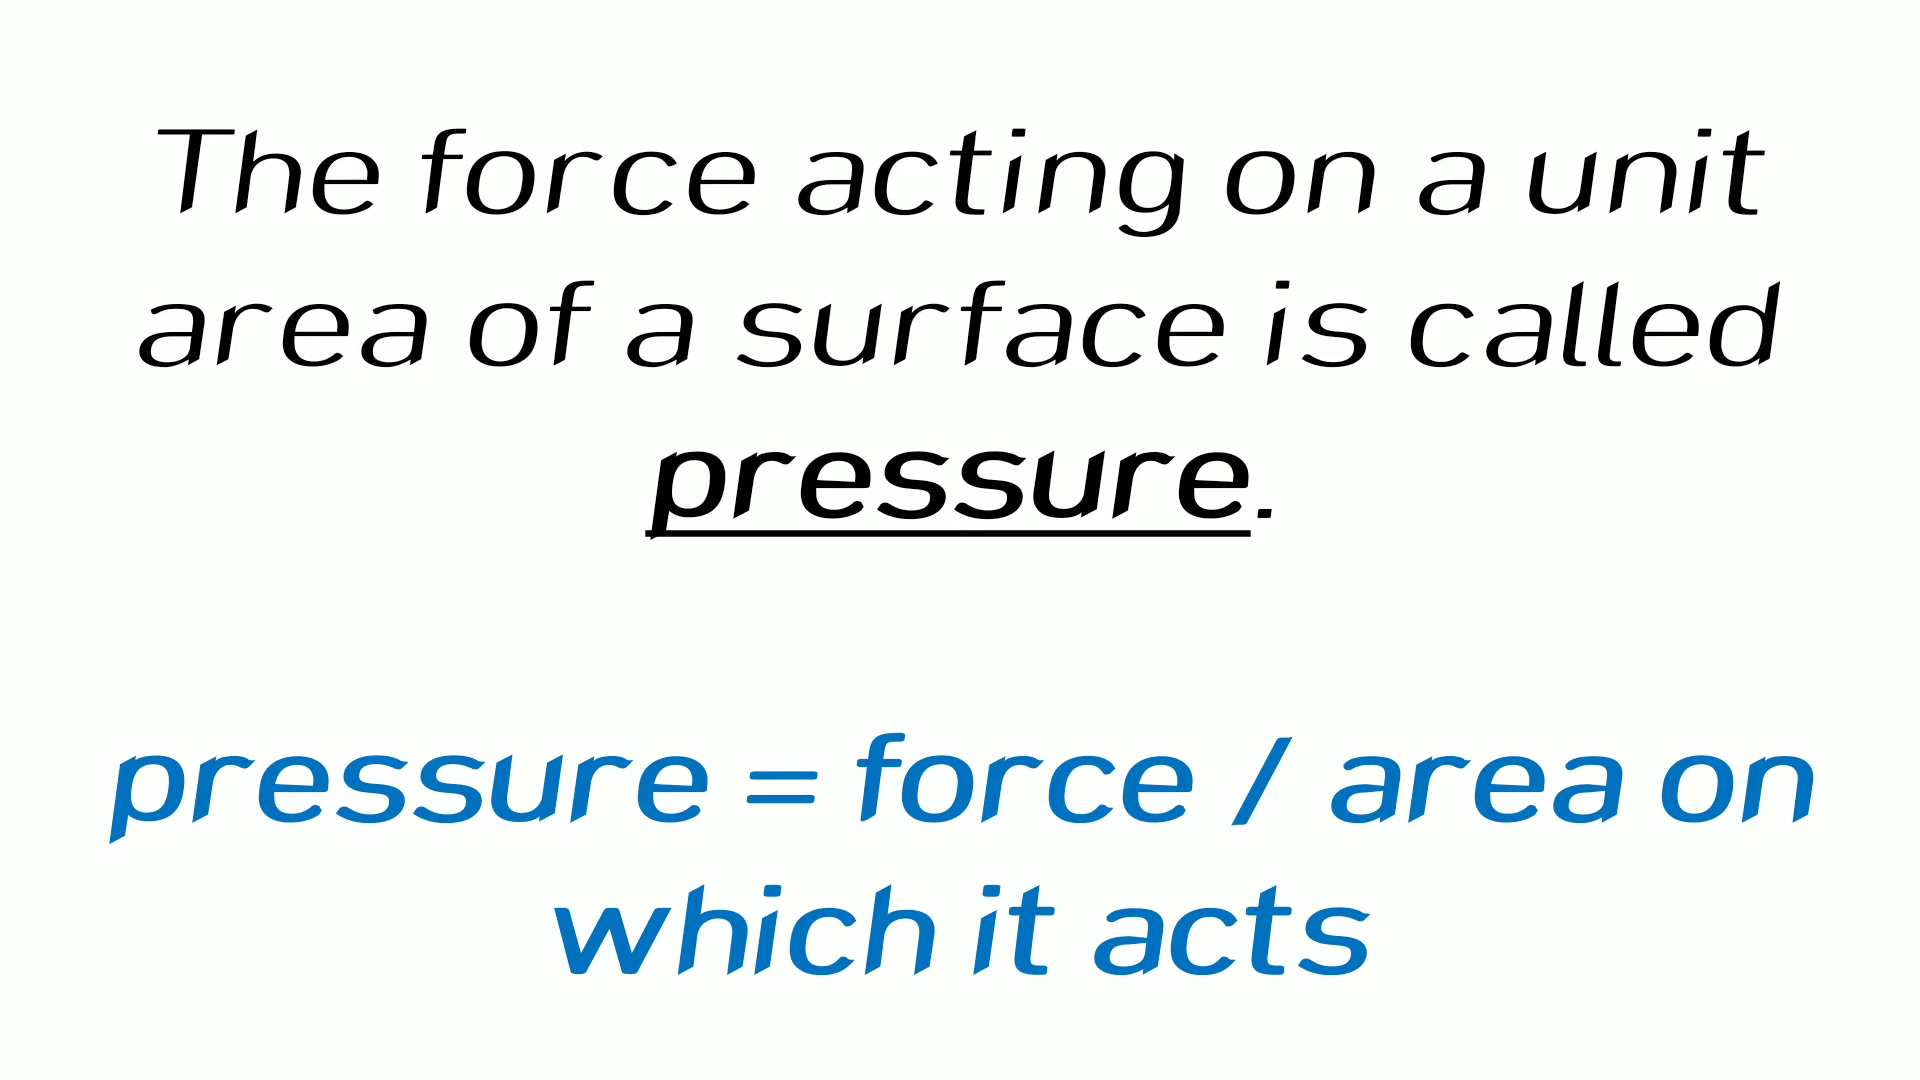 The force acting on a unit
area of a surface is called
pressure.
pressure = force / area on
which it acts